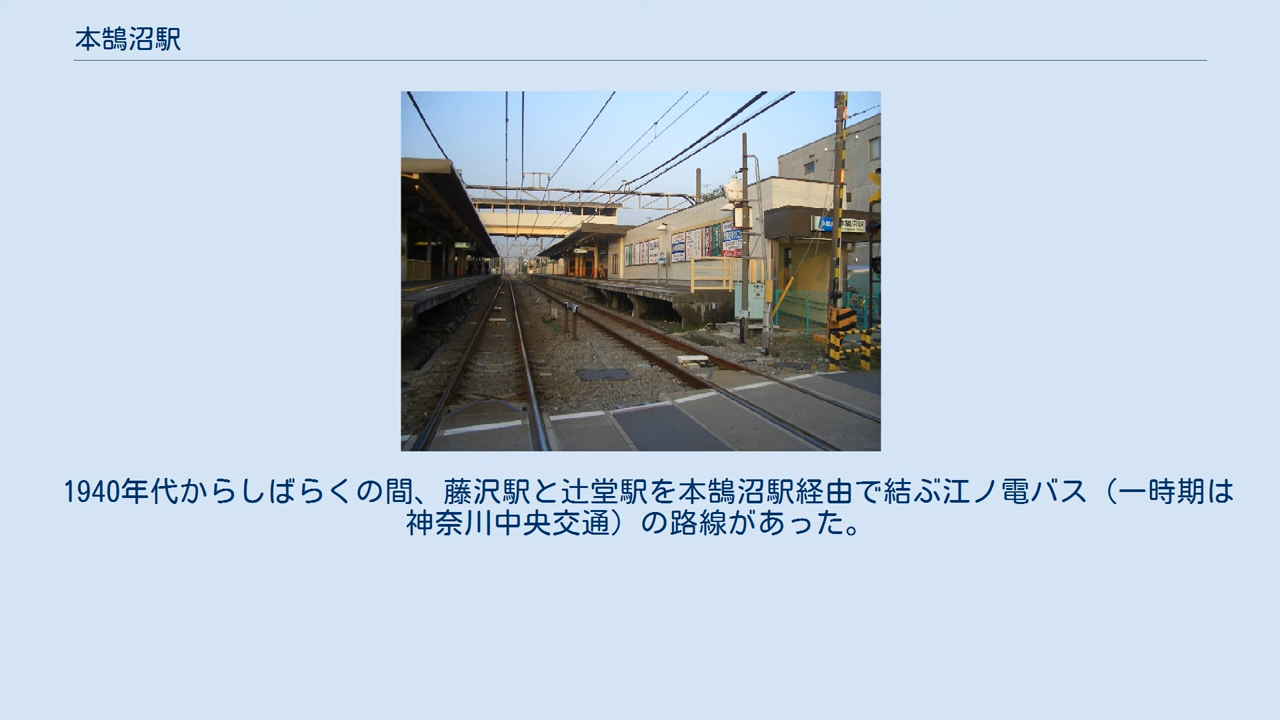 本鵠沼駅
1940年代からしばらくの間、藤沢駅と辻堂駅を本鵠沼駅経由で結ぶ江ノ電バス（一時期は
神奈川中央交通）の路線があった。